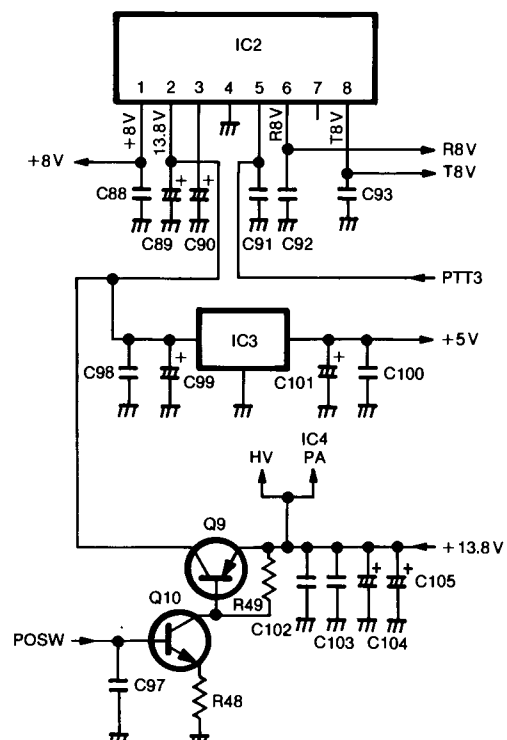 IC2
1 2 3 4 5 6 7 8
+8V
13.8V
R8V
T8V
+8V
R8V
T8V
C88
+
+
C93
C89
C90
C91
C92
PTT3
IC3
+5V
C98
+
C99
C101
+
C100
IC4
HV
PA
Q9
+13.8V
+
+
C105
Q10
R49
C102
C103
C104
POSW
C97
R48